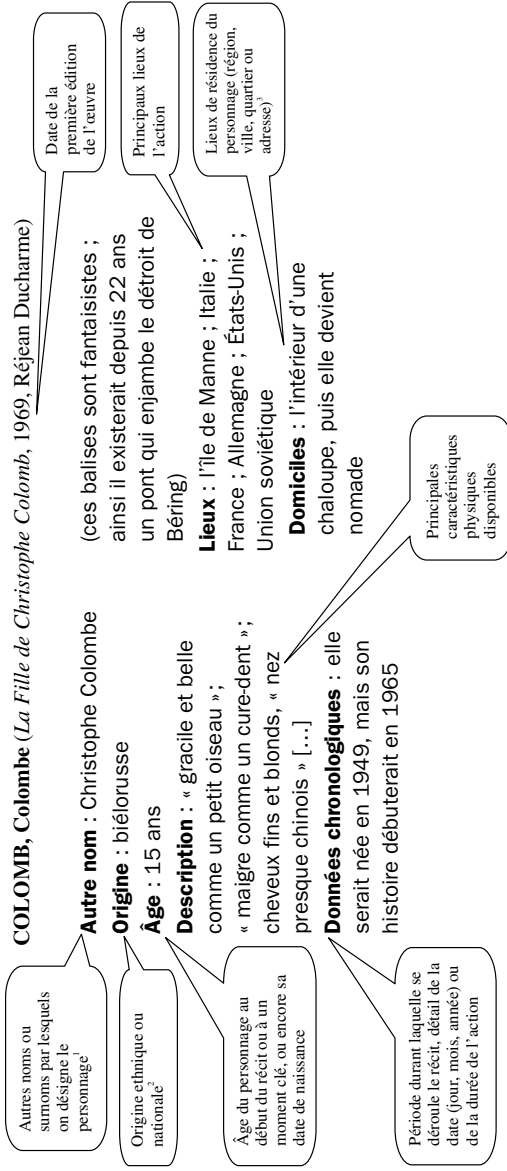 COLOMB, Colombe (La Fille de Christophe Colomb, 1969, Réjean Ducharme)
Autres noms ou
surnoms par lesquels
on désigne le
personnage¹
Origine ethnique ou
nationale²
Âge du personnage au
début du récit ou à un
moment clé, ou encore sa
date de naissance
Période durant laquelle se
déroule le récit, détail de la
date (jour, mois, année) ou
de la durée de l'action
Autre nom : Christophe Colombe
Origine : biélorusse
Âge : 15 ans
Description : « gracile et belle
comme un petit oiseau » ;
« maigre comme un cure-dent » ;
cheveux fins et blonds, « nez
presque chinois » […]
Données chronologiques : elle
serait née en 1949, mais son
histoire débuterait en 1965
(ces balises sont fantaisistes ;
ainsi il existerait depuis 22 ans
un pont qui enjambe le détroit de
Béring)
Lieux : l'île de Manne ; Italie ;
France ; Allemagne ; États-Unis ;
Union soviétique
Domiciles : l'intérieur d'une
chaloupe, puis elle devient
nomade
Date de la
première édition
de l'œuvre
Principaux lieux de
l'action
Lieux de résidence du
personnage (région,
ville, quartier ou
adresse)³
Principales
caractéristiques
physiques
disponibles